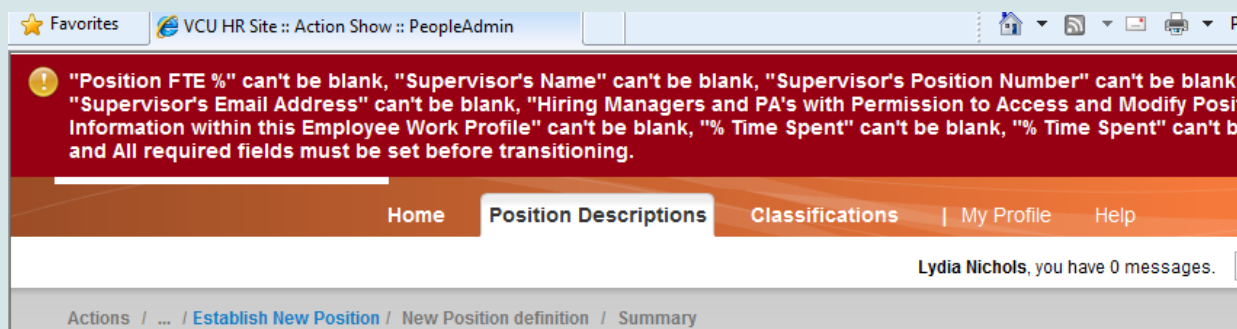 Favorites VCU HR Site :: Action Show :: PeopleAdmin
"Position FTE %" can't be blank, "Supervisor's Name" can't be blank, "Supervisor's Position Number" can't be blank
"Supervisor's Email Address" can't be blank, "Hiring Managers and PA's with Permission to Access and Modify Posi
Information within this Employee Work Profile" can't be blank, "% Time Spent" can't be blank, "% Time Spent" can't b
and All required fields must be set before transitioning.
Home Position Descriptions Classifications | My Profile Help
Lydia Nichols, you have 0 messages.
Actions / ... / Establish New Position / New Position definition / Summary